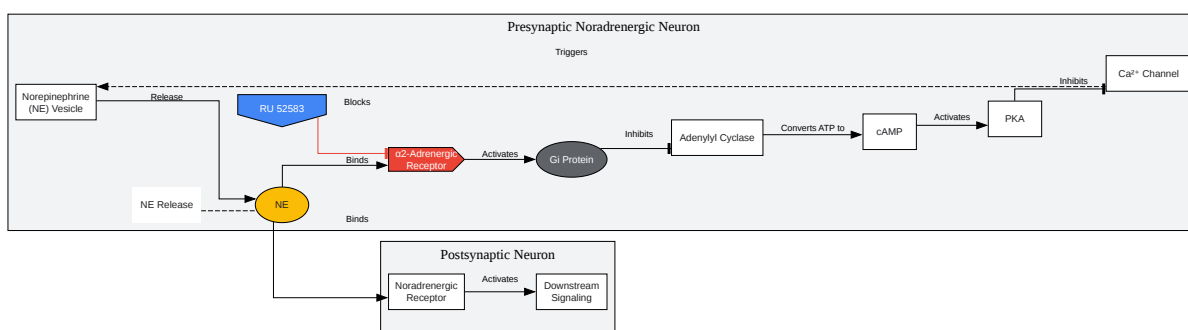 Presynaptic Noradrenergic Neuron
Triggers
Norepinephrine
(NE) Vesicle
Release
RU 52583
Blocks
Inhibits
Ca²⁺ Channel
Binds
α2-Adrenergic
Receptor
Activates
Gi Protein
Inhibits
Adenylyl Cyclase
Converts ATP to
cAMP
Activates
PKA
NE Release
NE
Binds
Postsynaptic Neuron
Noradrenergic
Receptor
Activates
Downstream
Signaling